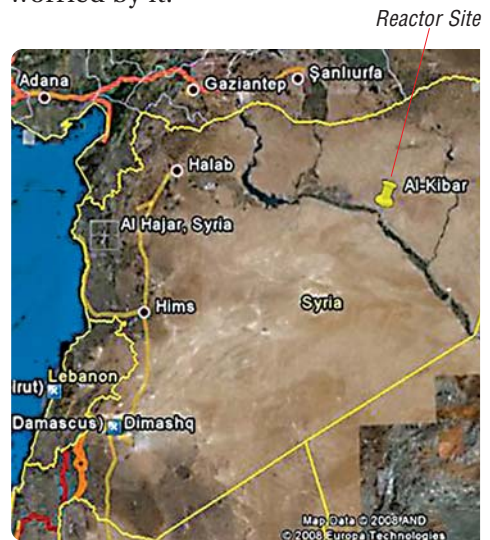 worried by it.
Reactor Site
Adana
Gaziantep
Şanlıurfa
Halab
Al-Kibar
Al Hajar, Syria
Hims
Syria
Lebanon
Damascus)
Dimashq
Map Data © 2008 AND
© 2008 Europa Technologies